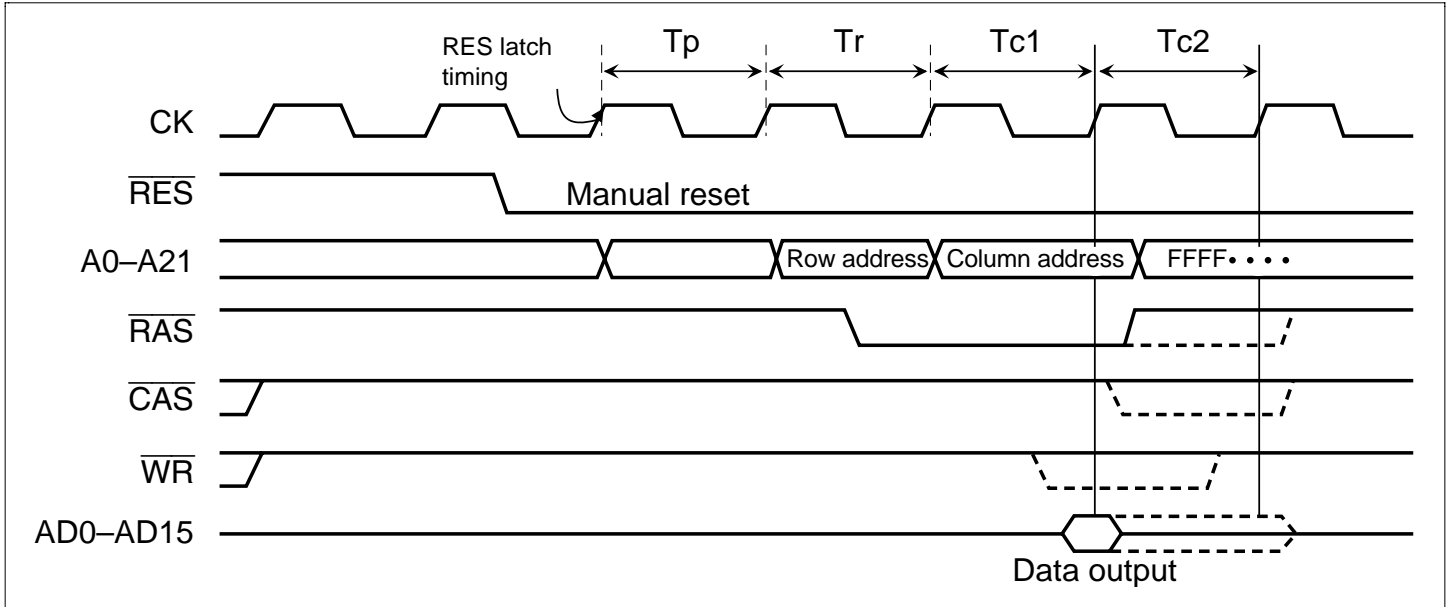 RES latch
timing
Tp
Tr
Tc1
Tc2
CK
RES
Manual reset
A0–A21
Row address
Column address
FFFF····
RAS
CAS
WR
AD0–AD15
Data output